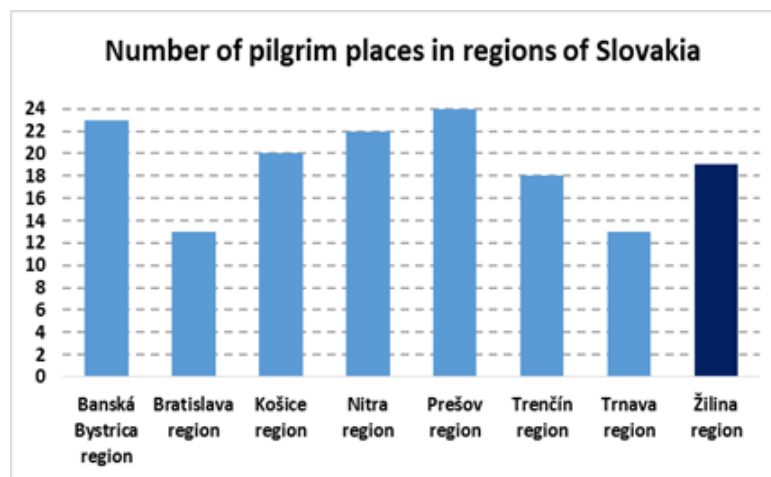 Number of pilgrim places in regions of Slovakia
24
22
20
18
16
14
12
10
8
6
4
2
0
Banská Bystrica region
Bratislava region
Košice region
Nitra region
Prešov region
Trenčín region
Trnava region
Žilina region